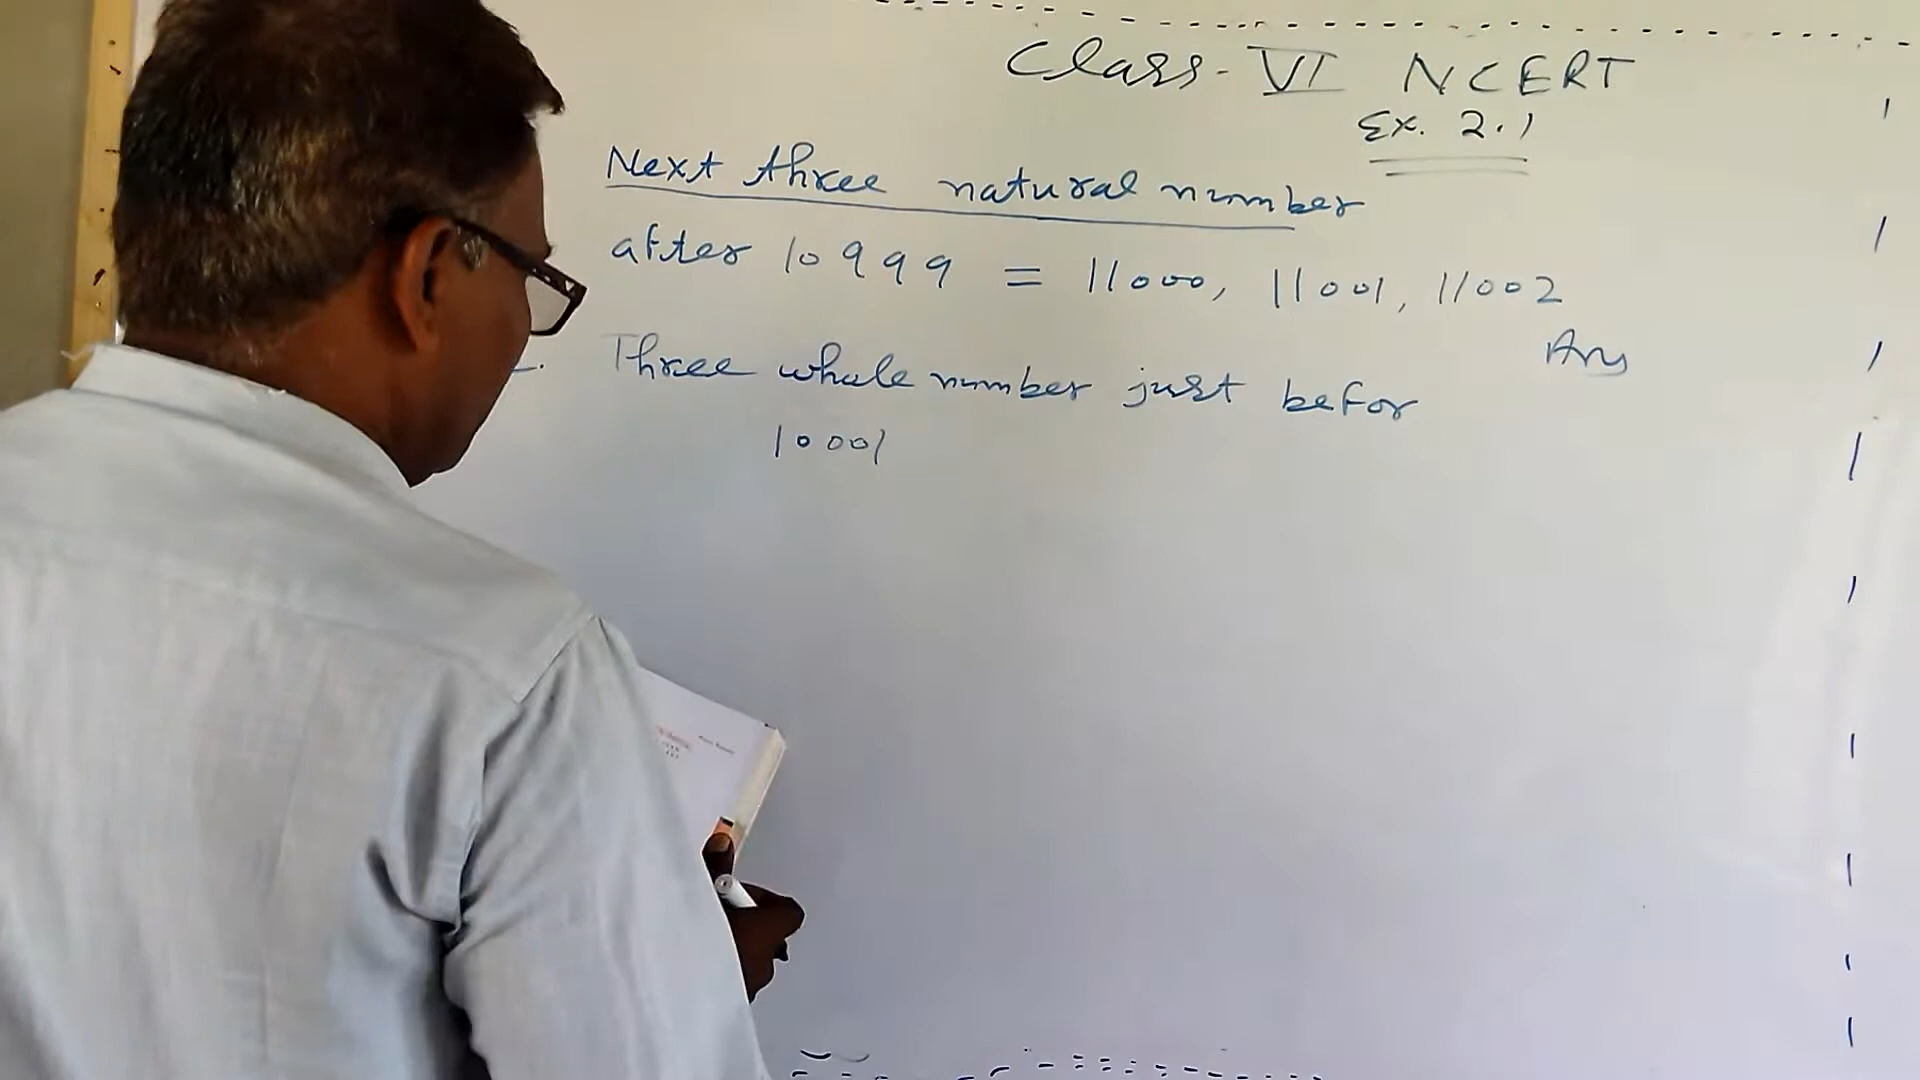 Class - VI NCERT
Ex. 2.1
Next three natural number
after 10999 = 11000, 11001, 11002
Ans
Three whole number just befor
10001